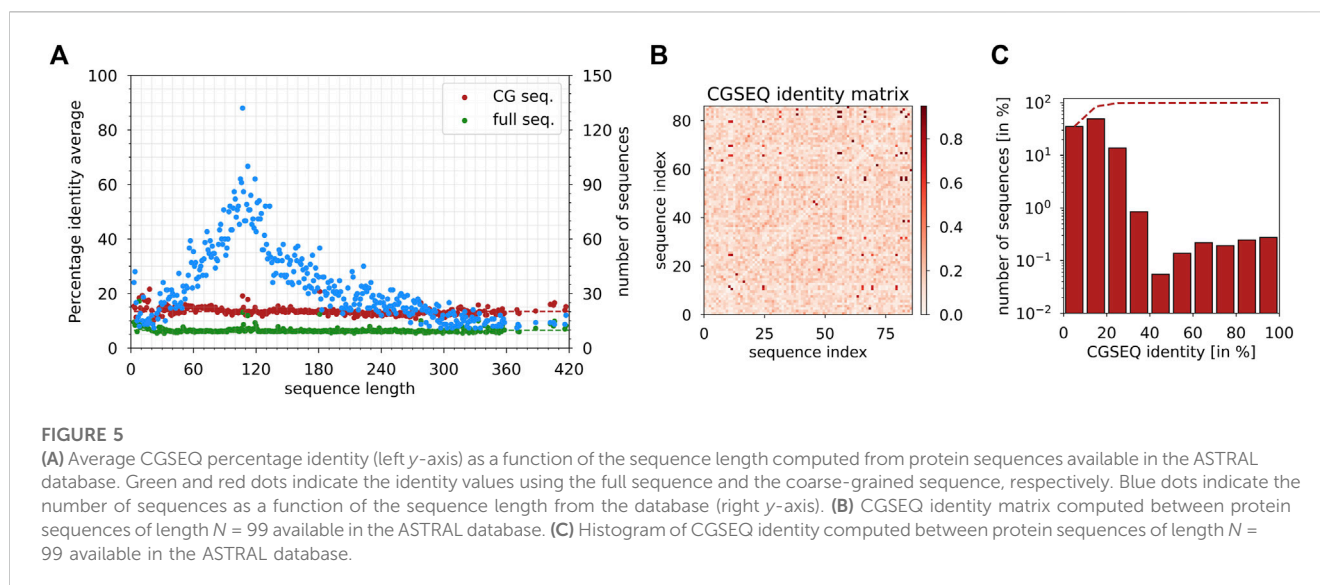 A
B
C
100
80
60
40
20
0
Percentage identity average
150
120
90
60
30
0
number of sequences
CG seq.
full seq.
0 60 120 180 240 300 360 420
sequence length
CGSEQ identity matrix
80
60
40
20
0
sequence index
0 25 50 75
sequence index
0.8
0.6
0.4
0.2
0.0
number of sequences [in %]
10²
10¹
10⁰
10⁻¹
10⁻²
0 20 40 60 80 100
CGSEQ identity [in %]
FIGURE 5
(A) Average CGSEQ percentage identity (left y-axis) as a function of the sequence length computed from protein sequences available in the ASTRAL
database. Green and red dots indicate the identity values using the full sequence and the coarse-grained sequence, respectively. Blue dots indicate the
number of sequences as a function of the sequence length from the database (right y-axis). (B) CGSEQ identity matrix computed between protein
sequences of length N = 99 available in the ASTRAL database. (C) Histogram of CGSEQ identity computed between protein sequences of length N =
99 available in the ASTRAL database.